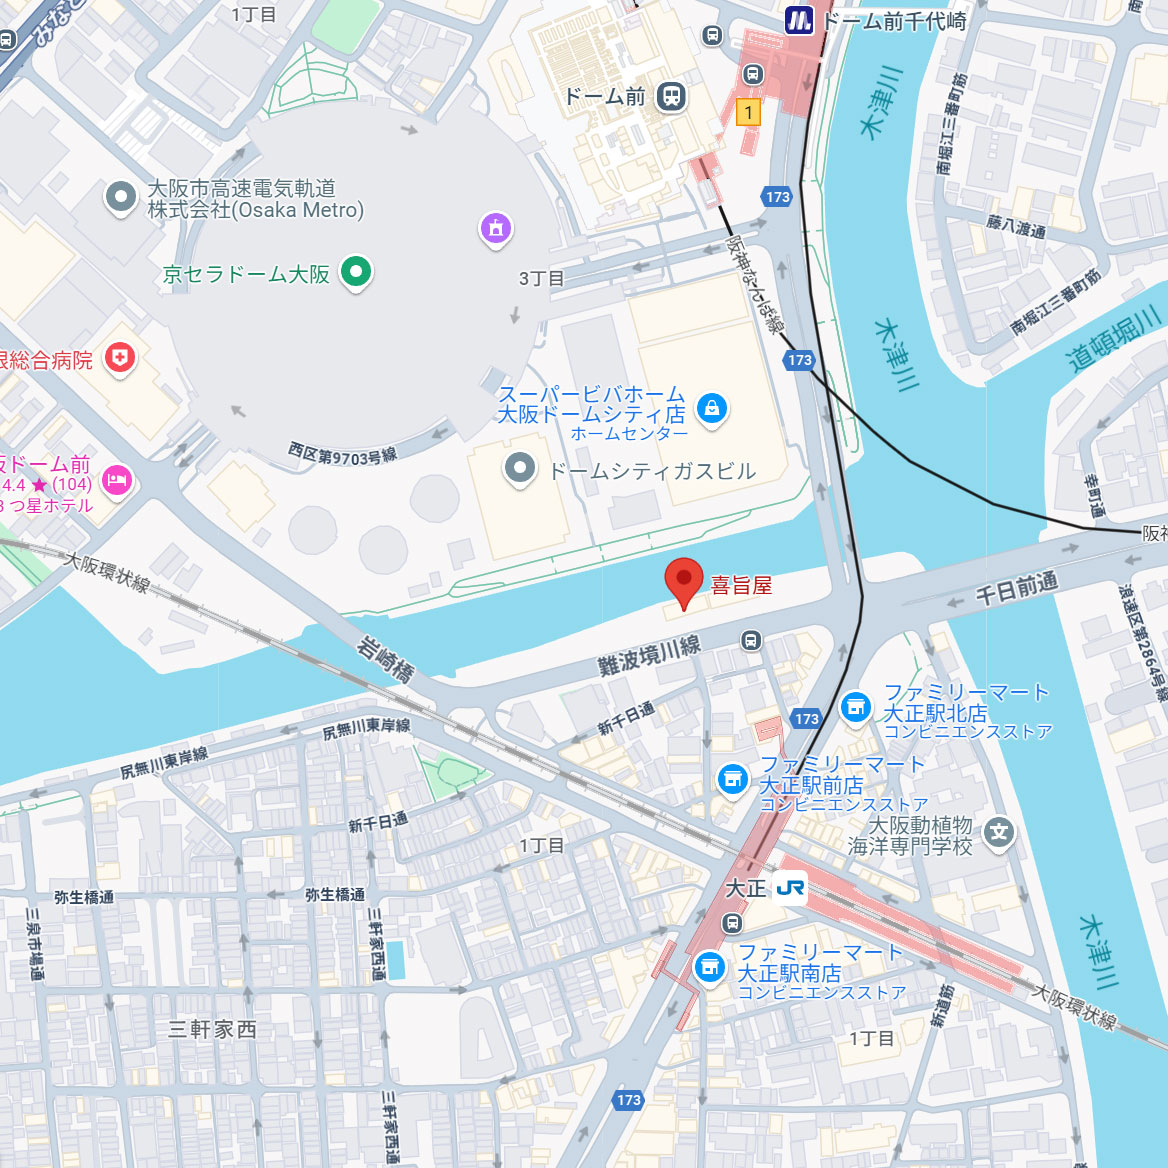 1丁目
ドーム前千代崎
ドーム前
1
木津川
南堀江三番町筋
大阪市高速電気軌道
株式会社(Osaka Metro)
173
藤八渡通
京セラドーム大阪
3丁目
阪神なんば線
南堀江三番町筋
道頓堀川
木津川
総合病院
173
スーパービバホーム
大阪ドームシティ店
ホームセンター
西区第9703号線
ドームシティガスビル
ドーム前
4.4 ★ (104)
3 つ星ホテル
幸町通
阪神
大阪環状線
喜旨屋
千日前通
浪速区第2864号線
岩崎橋
難波境川線
新千日通
173
ファミリーマート
大正駅北店
コンビニエンスストア
尻無川東岸線
尻無川東岸線
ファミリーマート
大正駅前店
コンビニエンスストア
新千日通
1丁目
大阪動植物
海洋専門学校
大正
JR
弥生橋通
弥生橋通
三泉市場通
三軒家西通
ファミリーマート
大正駅南店
コンビニエンスストア
木津川
大阪環状線
新道筋
三軒家西
1丁目
173
三軒家西通